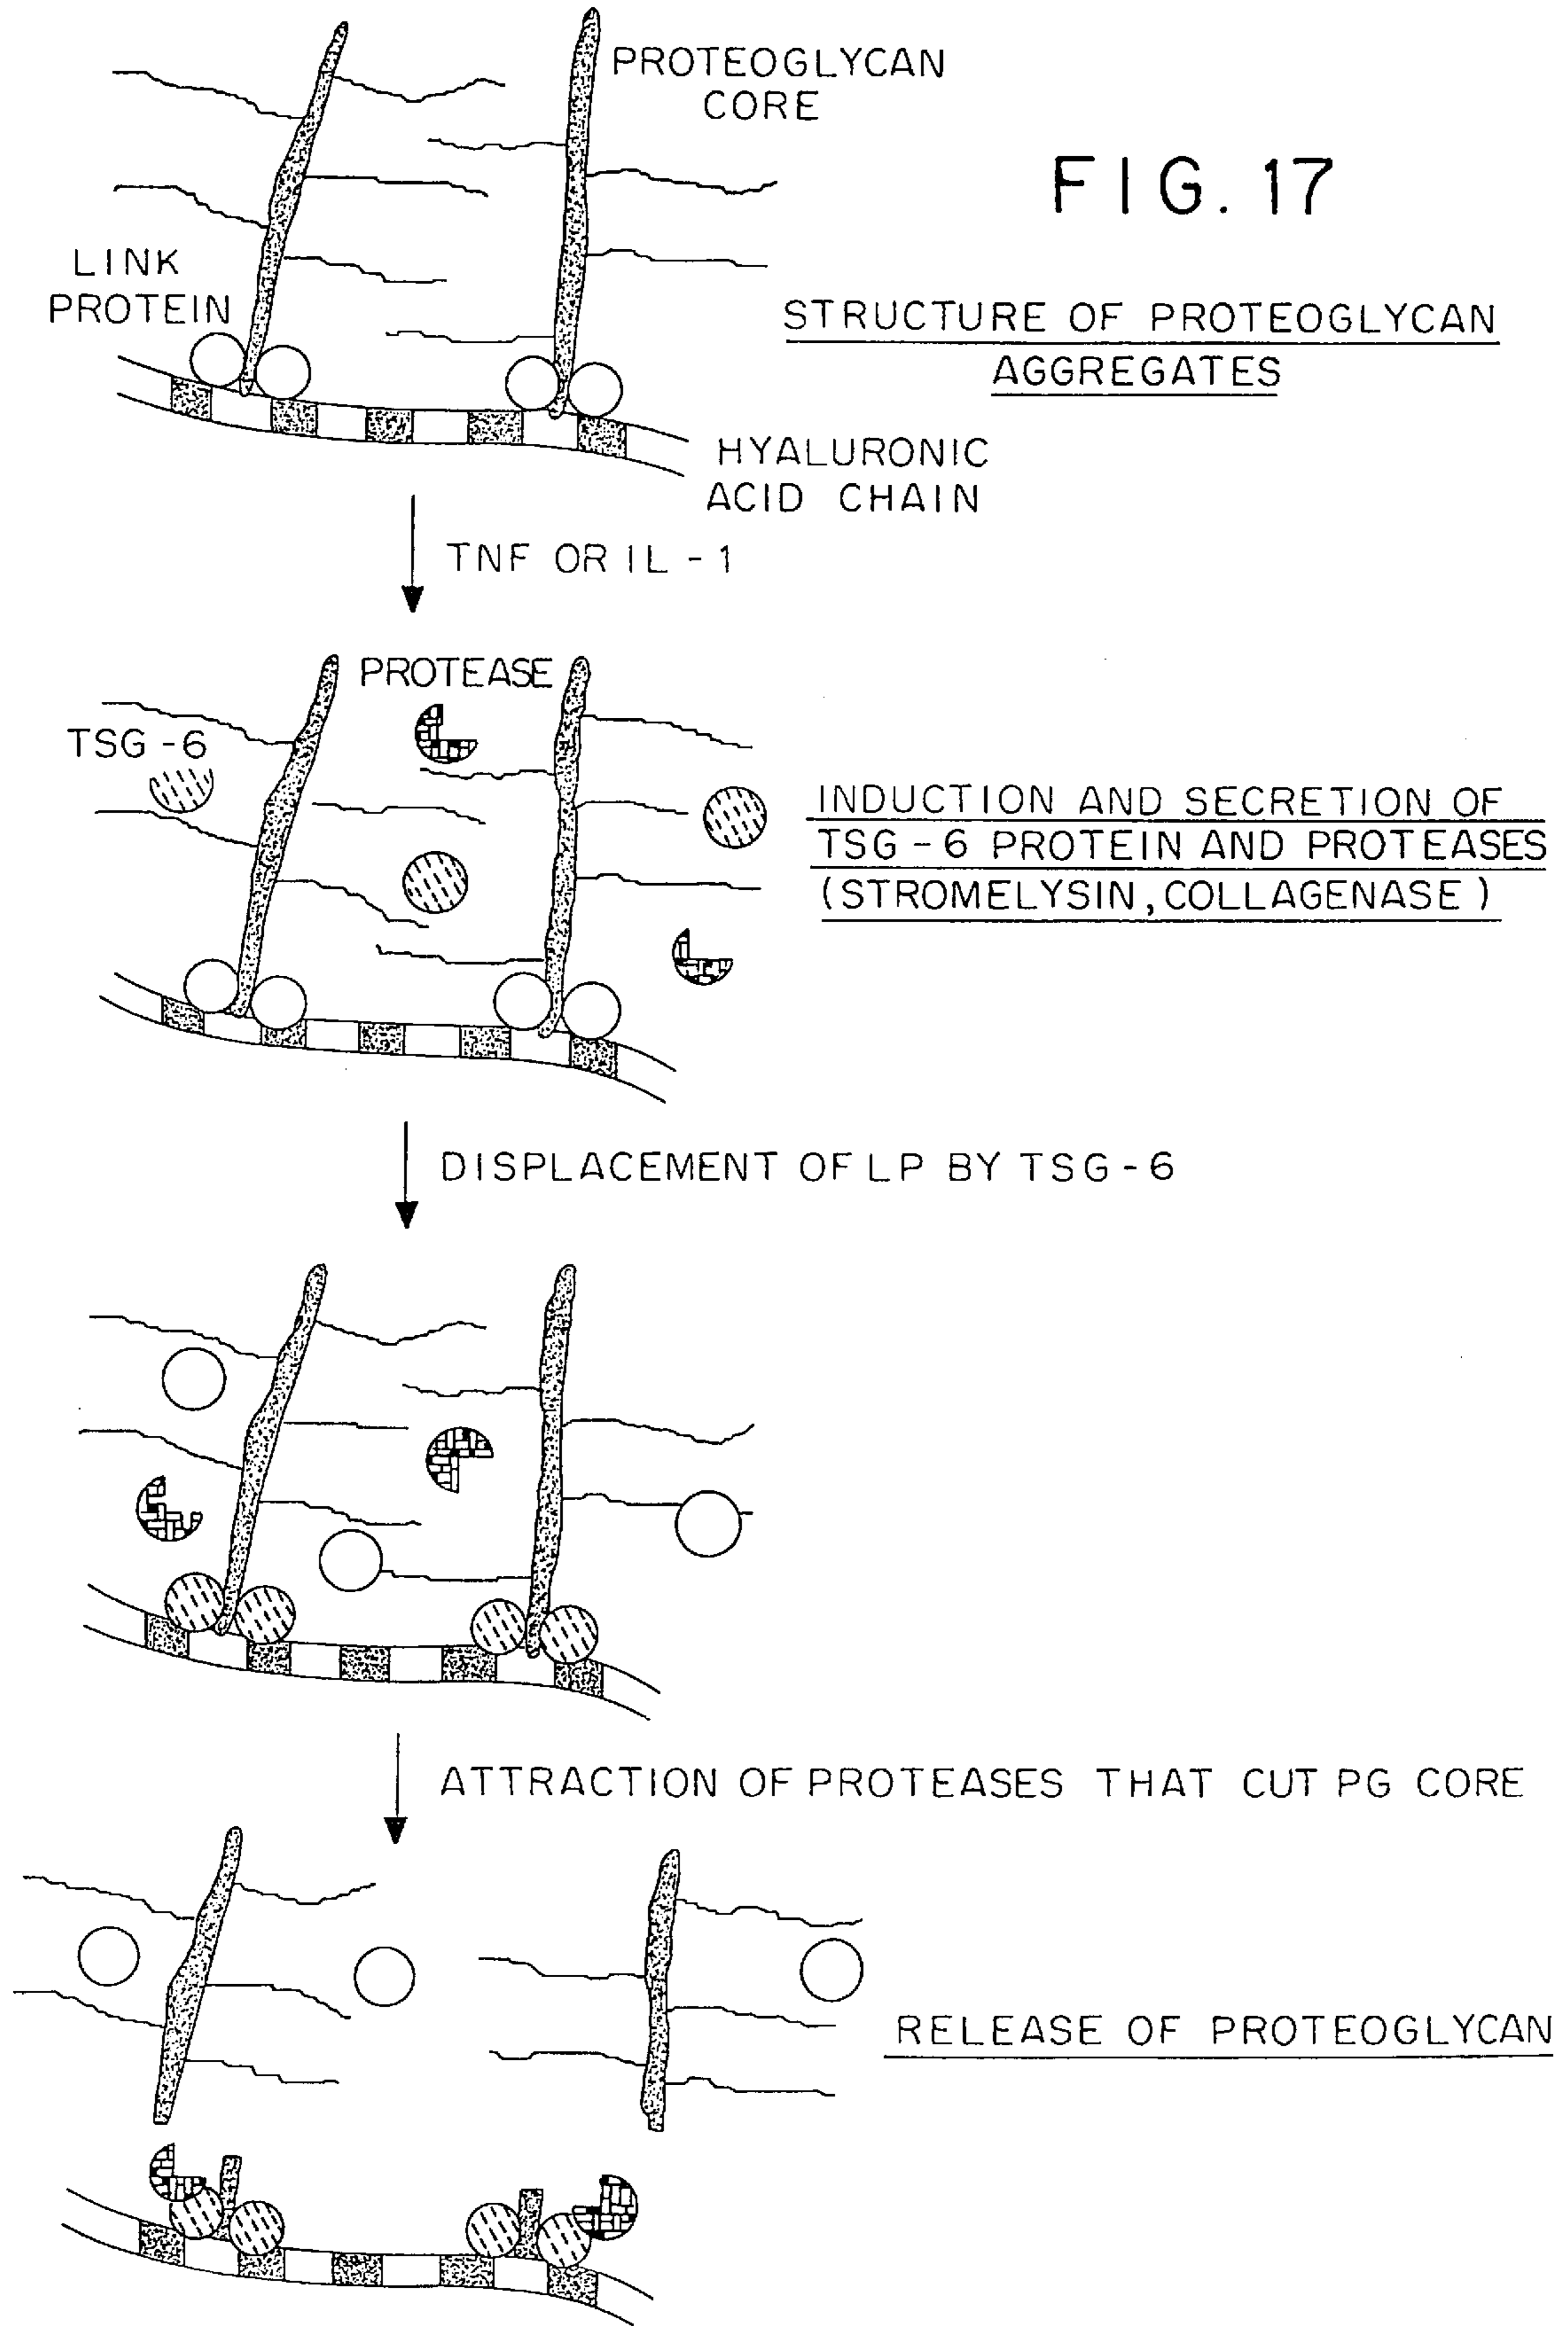 PROTEOGLYCAN
CORE
FIG. 17
LINK
PROTEIN
STRUCTURE OF PROTEOGLYCAN
AGGREGATES
HYALURONIC
ACID CHAIN
TNF OR IL - 1
PROTEASE
TSG - 6
INDUCTION AND SECRETION OF
TSG - 6 PROTEIN AND PROTEASES
(STROMELYSIN, COLLAGENASE)
DISPLACEMENT OF LP BY TSG - 6
ATTRACTION OF PROTEASES THAT CUT PG CORE
RELEASE OF PROTEOGLYCAN